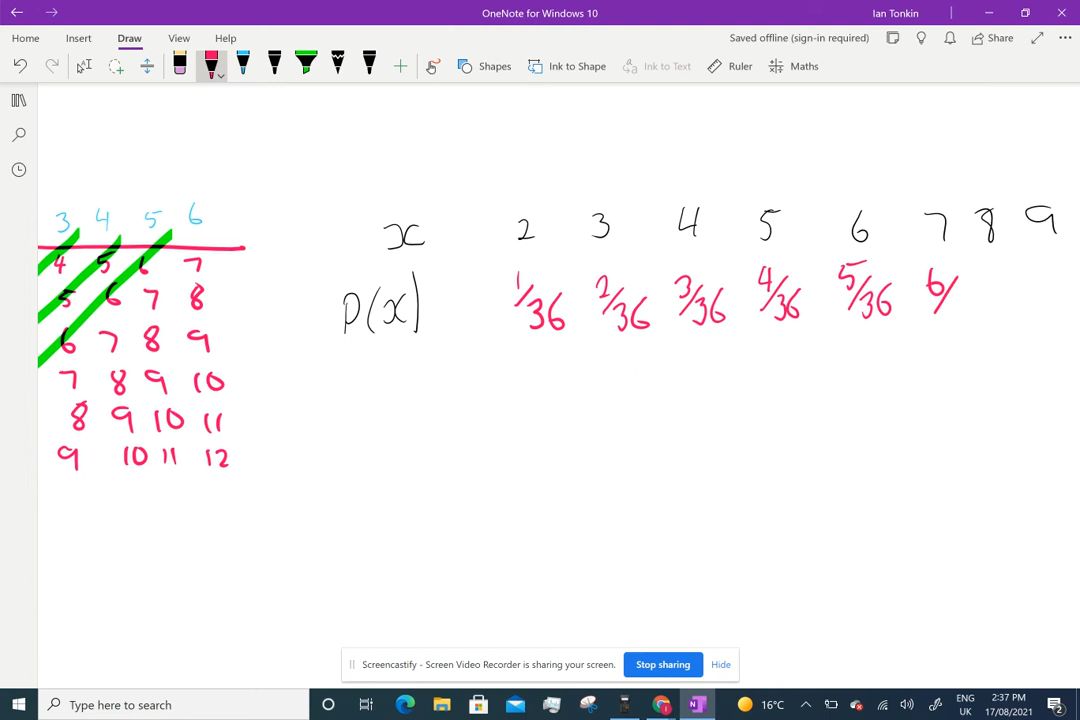 OneNote for Windows 10
Ian Tonkin
Home Insert Draw View Help
Saved offline (sign-in required)
Share
Ink to Shape
Shapes
Ink to Text
Ruler
Maths
3 4 5 6
4 5 6 7
5 6 7 8
6 7 8 9
7 8 9 10
8 9 10 11
9 10 11 12
x 2 3 4 5 6 7 8 9
P(x) 1/36 2/36 3/36 4/36 5/36 6/
Screencastify - Screen Video Recorder is sharing your screen.
Stop sharing
Hide
Type here to search
16°C
ENG
UK
2:37 PM
17/08/2021
2